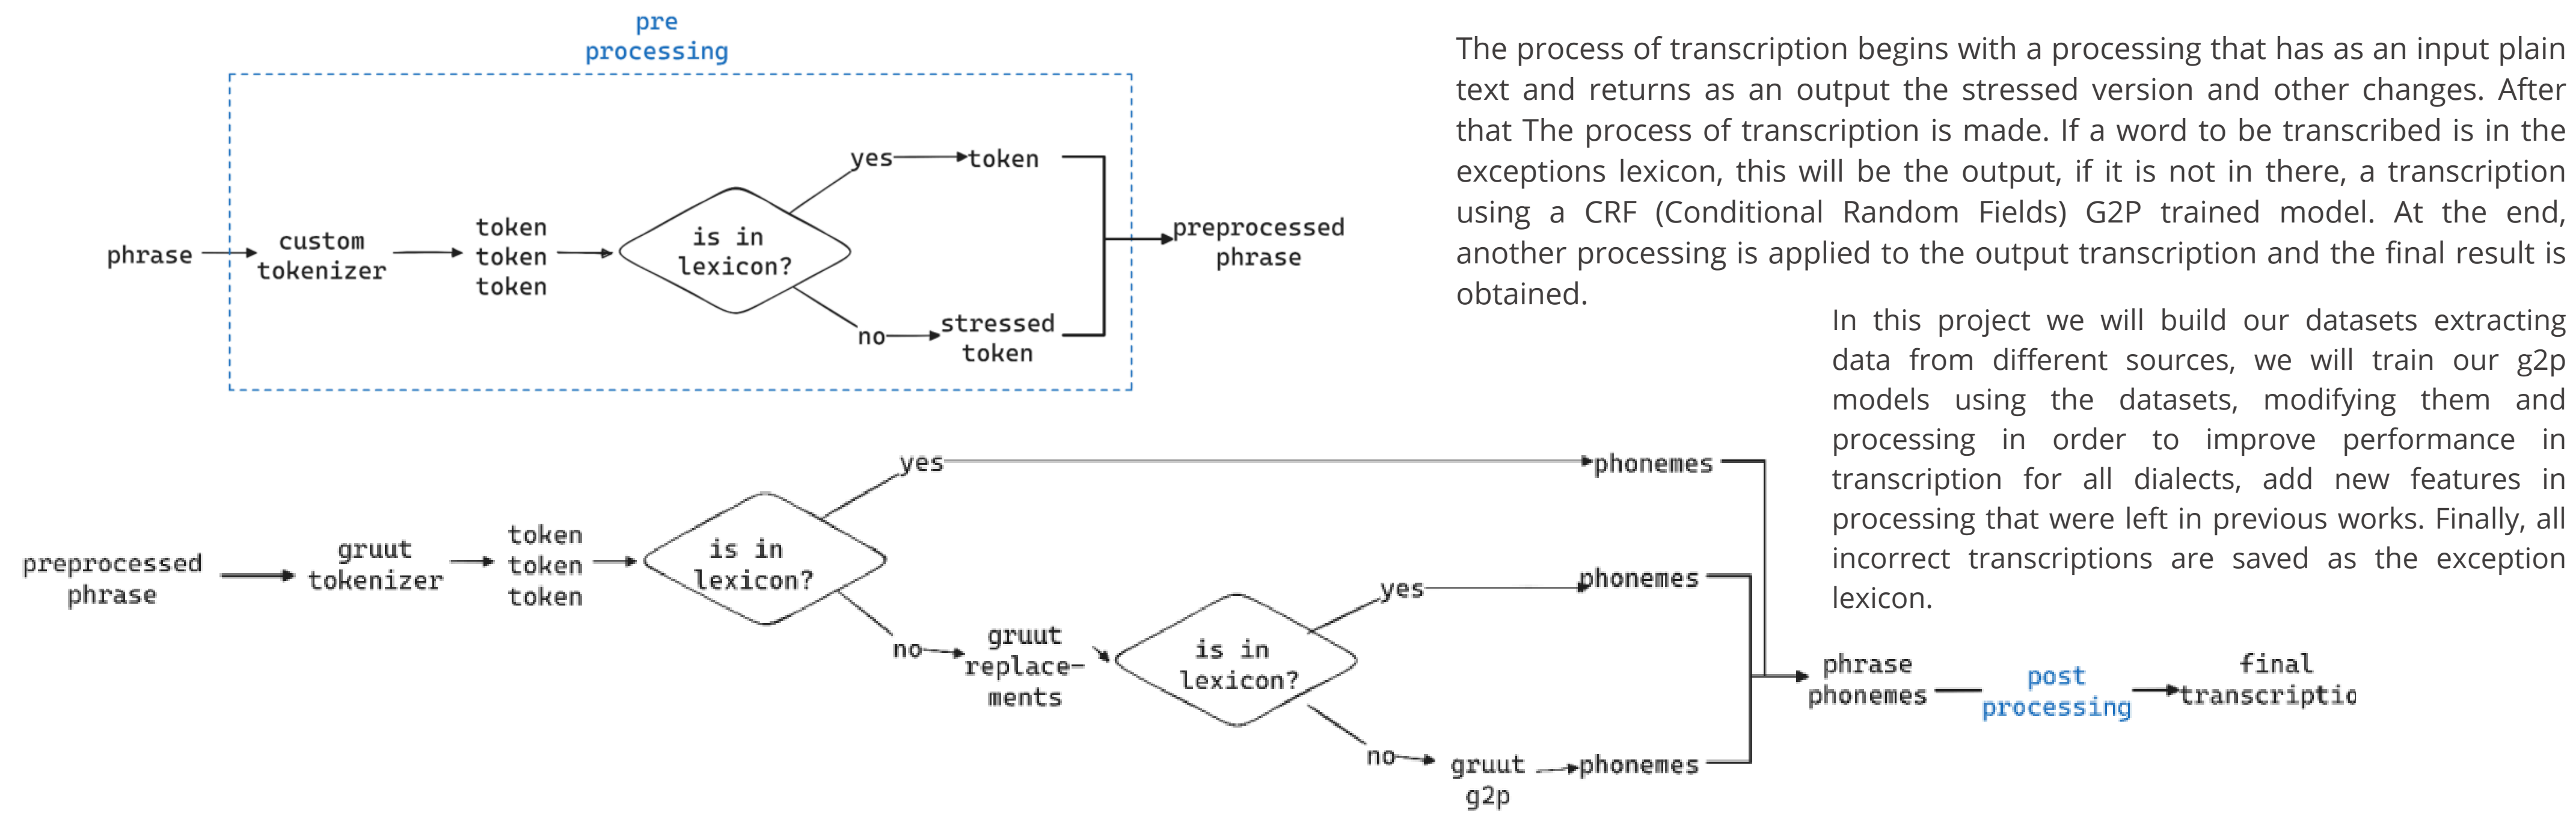 pre
processing
yes
token
phrase
custom
tokenizer
token
token
token
is in
lexicon?
no
stressed
token
preprocessed
phrase
The process of transcription begins with a processing that has as an input plain
text and returns as an output the stressed version and other changes. After
that The process of transcription is made. If a word to be transcribed is in the
exceptions lexicon, this will be the output, if it is not in there, a transcription
using a CRF (Conditional Random Fields) G2P trained model. At the end,
another processing is applied to the output transcription and the final result is
obtained.
In this project we will build our datasets extracting
data from different sources, we will train our g2p
models using the datasets, modifying them and
processing in order to improve performance in
transcription for all dialects, add new features in
processing that were left in previous works. Finally, all
incorrect transcriptions are saved as the exception
lexicon.
preprocessed
phrase
gruut
tokenizer
token
token
token
is in
lexicon?
yes
phonemes
no
gruut
replace-
ments
is in
lexicon?
yes
phonemes
no
gruut
g2p
phonemes
phrase
phonemes
post
processing
final
transcriptio